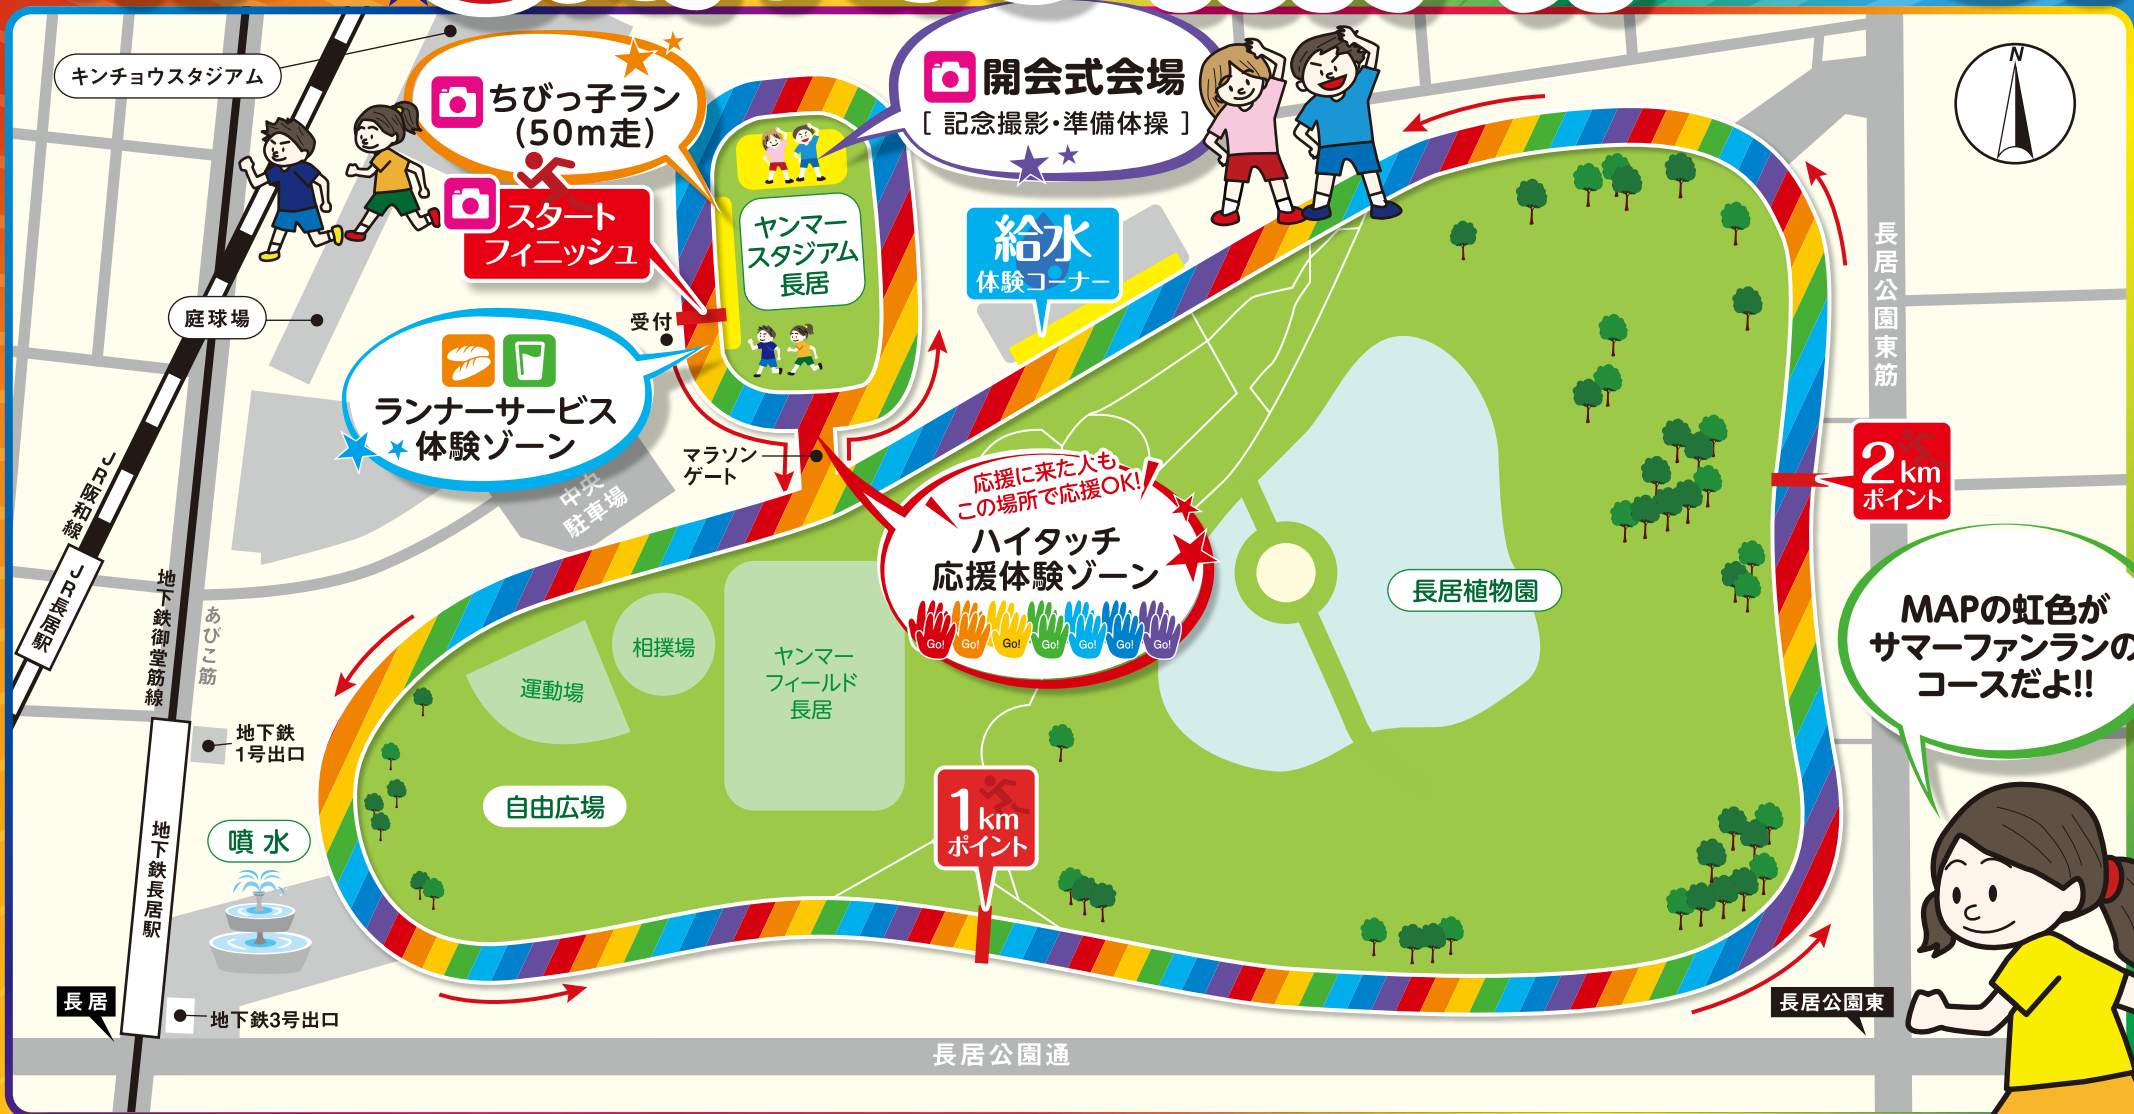 キンチョウスタジアム
ちびっ子ラン
(50m走)
開会式会場
[ 記念撮影・準備体操 ]
N
スタート
フィニッシュ
ヤンマー
スタジアム
長居
給水
体験コーナー
長居公園東筋
庭球場
受付
ランナーサービス
体験ゾーン
マラソン
ゲート
中央
駐車場
応援に来た人も
この場所で応援OK!
ハイタッチ
応援体験ゾーン
Go! Go! Go! Go! Go! Go! Go!
2km
ポイント
JR阪和線
JR長居駅
地下鉄御堂筋線
あびこ筋
相撲場
運動場
ヤンマー
フィールド
長居
長居植物園
MAPの虹色が
サマーファンランの
コースだよ!!
地下鉄
1号出口
自由広場
1km
ポイント
噴水
地下鉄長居駅
長居
地下鉄3号出口
長居公園東
長居公園通